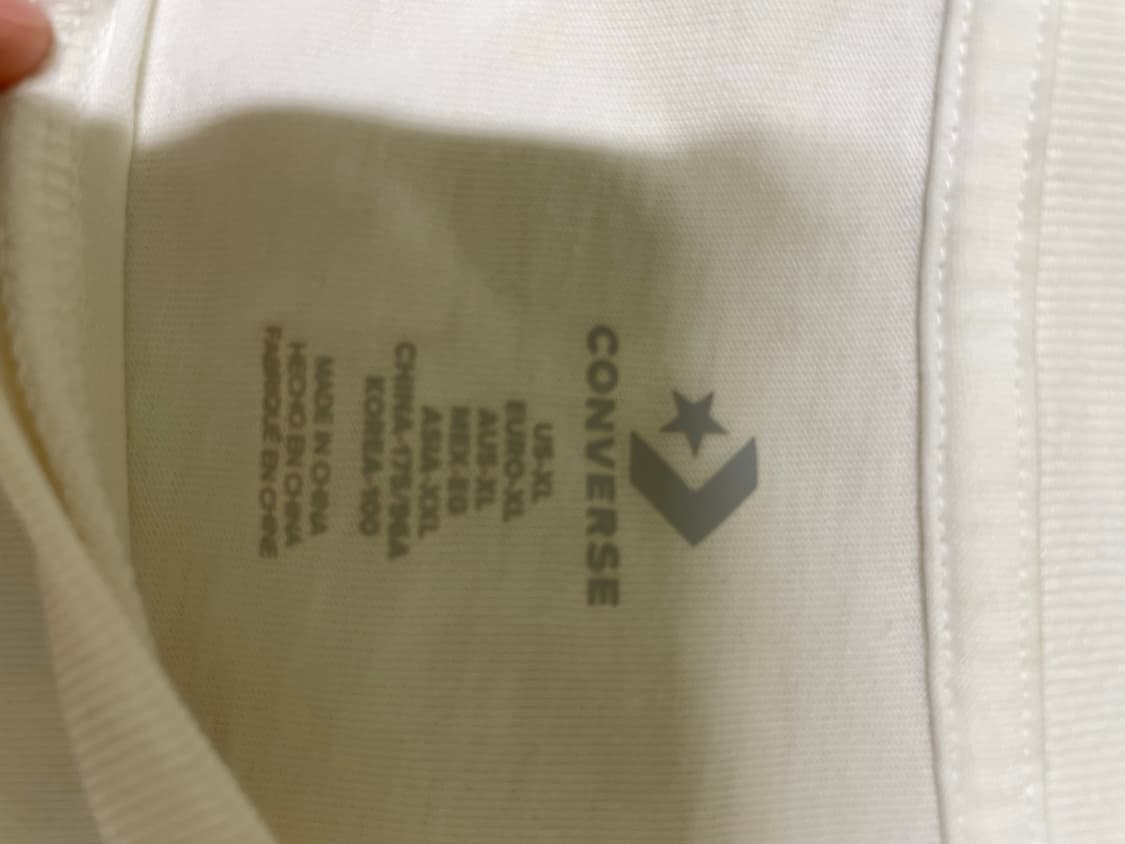 CONVERSE
US-XL
EURO-XL
AUS-XL
MEX-EG
ASIA-XXL
CHINA-175/96A
KOREA-100
MADE IN CHINA
HECHO EN CHINA
FABRIQUÉ EN CHINE